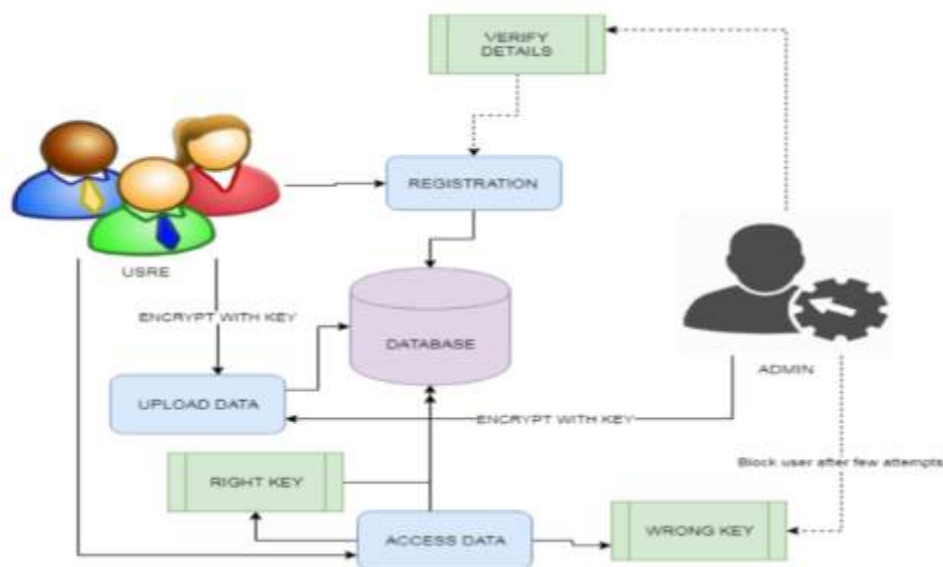 VERIFY
DETAILS
REGISTRATION
USRE
ENCRYPT WITH KEY
DATABASE
ADMIN
UPLOAD DATA
ENCRYPT WITH KEY
Block user after few attempts
RIGHT KEY
ACCESS DATA
WRONG KEY